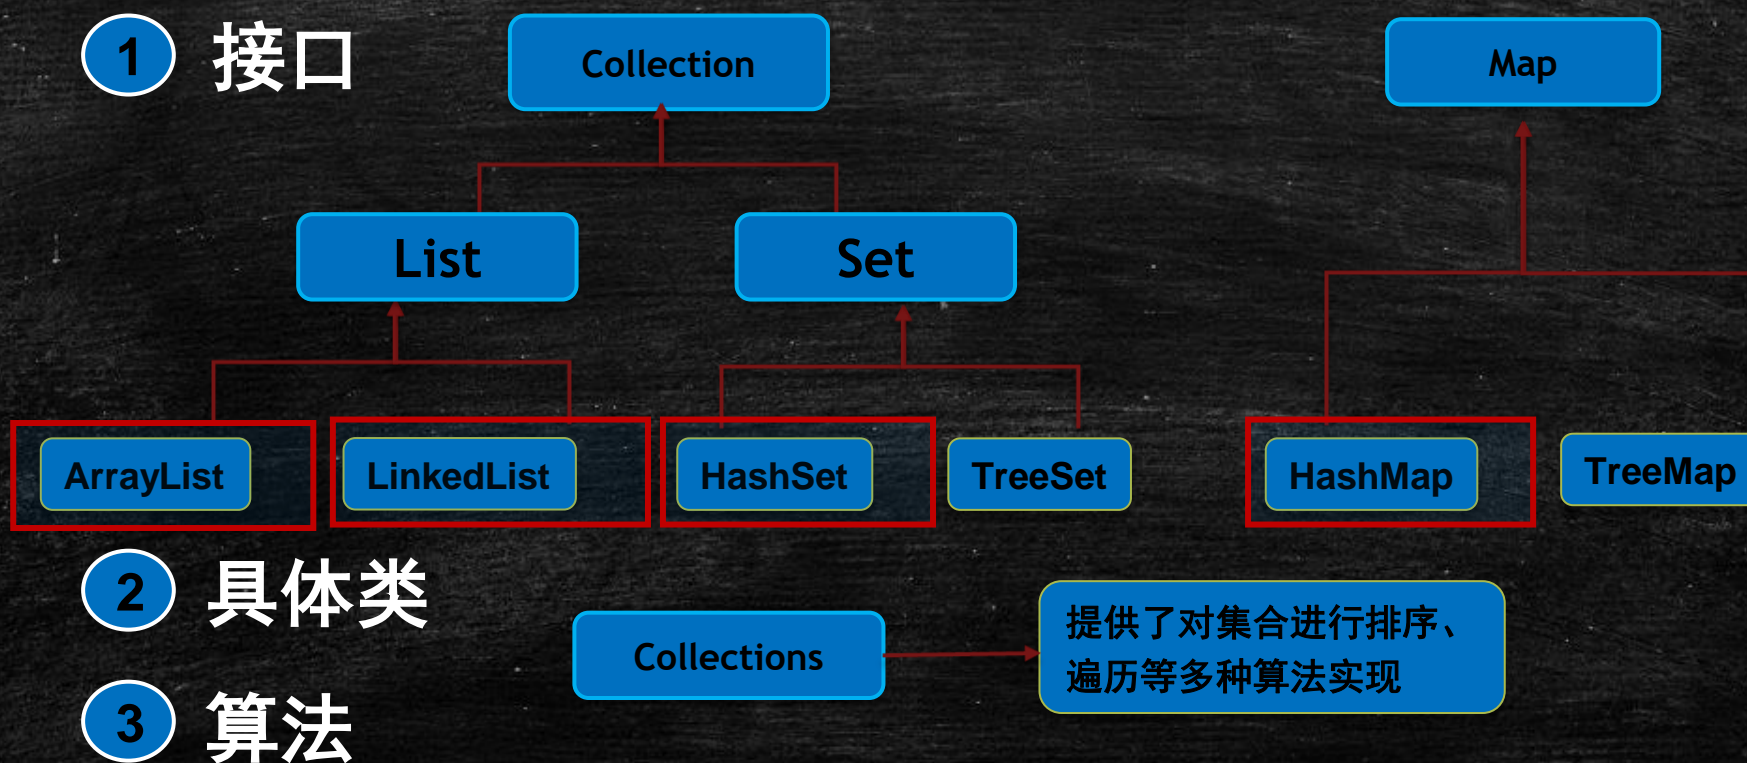 1 接口
Collection
Map
List
Set
ArrayList
LinkedList
HashSet
TreeSet
HashMap
TreeMap
2 具体类
Collections
提供了对集合进行排序、
遍历等多种算法实现
3 算法